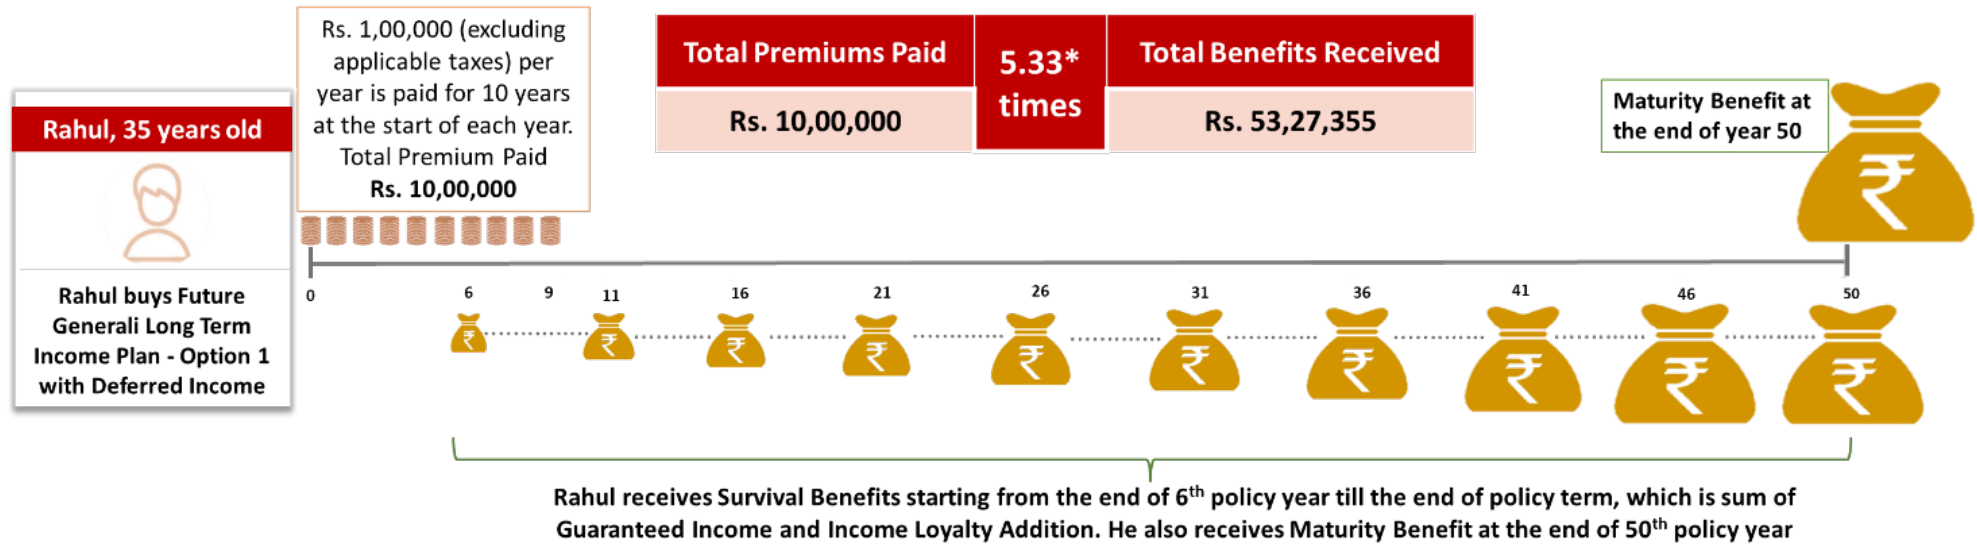 Rahul, 35 years old
Rahul buys Future
Generali Long Term
Income Plan - Option 1
with Deferred Income
Rs. 1,00,000 (excluding
applicable taxes) per
year is paid for 10 years
at the start of each year.
Total Premium Paid
Rs. 10,00,000
Total Premiums Paid
Rs. 10,00,000
5.33*
times
Total Benefits Received
Rs. 53,27,355
Maturity Benefit at
the end of year 50
₹
0 6 9 11 16 21 26 31 36 41 46 50
₹ ₹ ₹ ₹ ₹ ₹ ₹ ₹ ₹ ₹
Rahul receives Survival Benefits starting from the end of 6th policy year till the end of policy term, which is sum of
Guaranteed Income and Income Loyalty Addition. He also receives Maturity Benefit at the end of 50th policy year